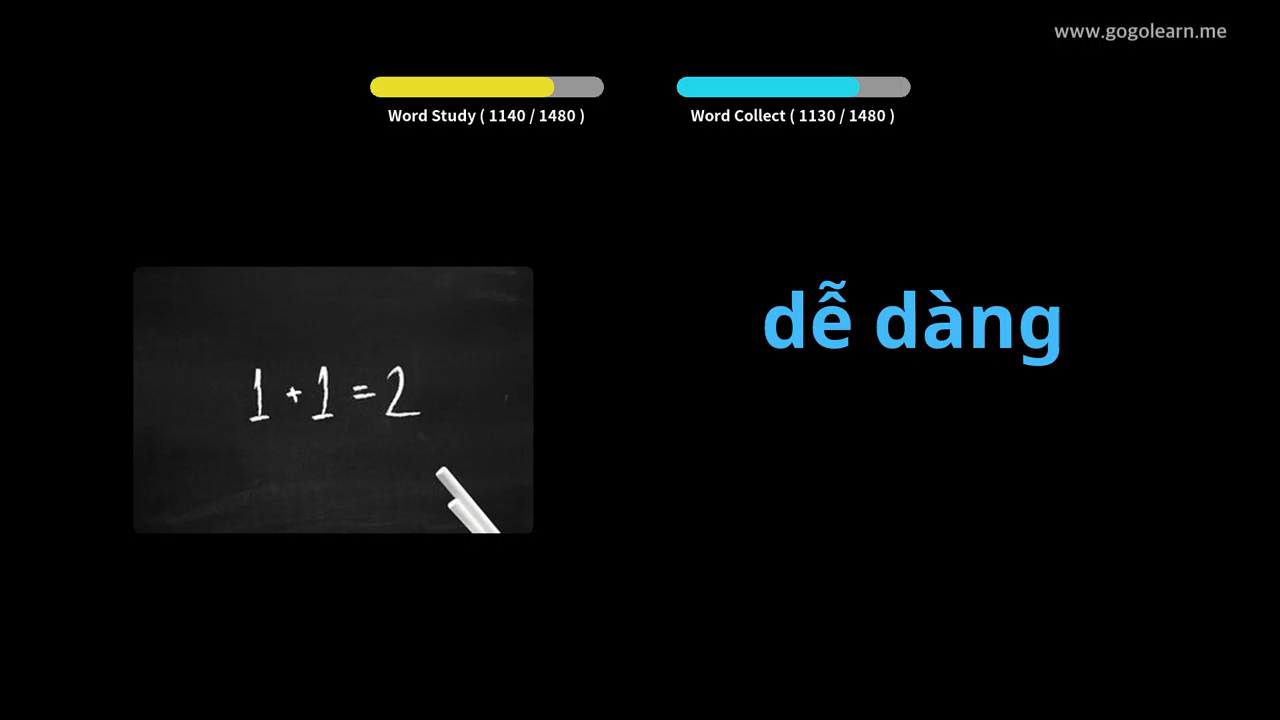 www.gogolearn.me
Word Study ( 1140 / 1480 )
Word Collect ( 1130 / 1480 )
dễ dàng
1 + 1 = 2